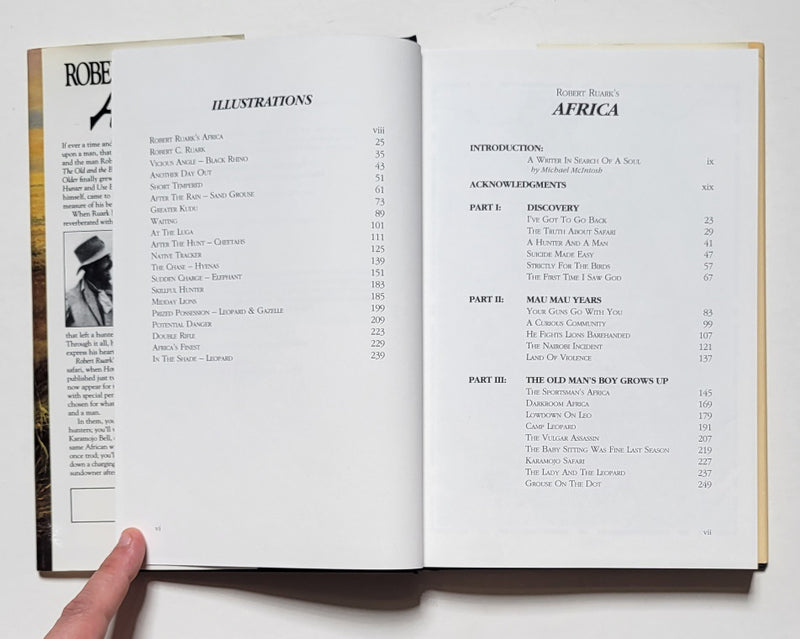 ROBE
A
If ever a time and
upon a man, that
and the man Rob
The Old and the B
Older finally grew
Hunter and Use E
himself, came to
measure of his be
When Ruark
reverberated with
that left a hunte
Through it all, h
express his hear
Robert Ruark'
safari, when Ho
published just tw
now appear for
with special per
chosen for what
and a man.
In them, you
hunters; you'll
Karamojo Bell,
same African w
once trod; you'l
down a charging
sundowner afte
ILLUSTRATIONS
ROBERT RUARK'S AFRICA viii
ROBERT C. RUARK 25
VICIOUS ANGLE – BLACK RHINO 35
ANOTHER DAY OUT 43
SHORT TEMPERED 51
AFTER THE RAIN – SAND GROUSE 61
GREATER KUDU 73
WAITING 89
AT THE LUGA 101
AFTER THE HUNT – CHEETAHS 111
NATIVE TRACKER 125
THE CHASE – HYENAS 139
SUDDEN CHARGE – ELEPHANT 151
SKILLFUL HUNTER 183
MIDDAY LIONS 185
PRIZED POSSESSION – LEOPARD & GAZELLE 199
POTENTIAL DANGER 209
DOUBLE RIFLE 223
AFRICA'S FINEST 229
IN THE SHADE – LEOPARD 239
vi
ROBERT RUARK'S
AFRICA
INTRODUCTION:
A WRITER IN SEARCH OF A SOUL ix
by Michael McIntosh
ACKNOWLEDGMENTS xix
PART I: DISCOVERY
I'VE GOT TO GO BACK 23
THE TRUTH ABOUT SAFARI 29
A HUNTER AND A MAN 41
SUICIDE MADE EASY 47
STRICTLY FOR THE BIRDS 57
THE FIRST TIME I SAW GOD 67
PART II: MAU MAU YEARS
YOUR GUNS GO WITH YOU 83
A CURIOUS COMMUNITY 99
HE FIGHTS LIONS BAREHANDED 107
THE NAIROBI INCIDENT 121
LAND OF VIOLENCE 137
PART III: THE OLD MAN'S BOY GROWS UP
THE SPORTSMAN'S AFRICA 145
DARKROOM AFRICA 169
LOWDOWN ON LEO 179
CAMP LEOPARD 191
THE VULGAR ASSASSIN 207
THE BABY SITTING WAS FINE LAST SEASON 219
KARAMOJO SAFARI 227
THE LADY AND THE LEOPARD 237
GROUSE ON THE DOT 249
vii